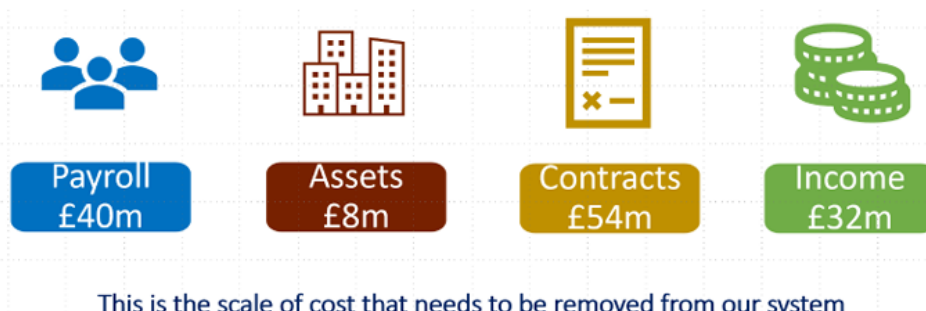 Payroll
£40m
Assets
£8m
Contracts
£54m
Income
£32m
This is the scale of cost that needs to be removed from our system